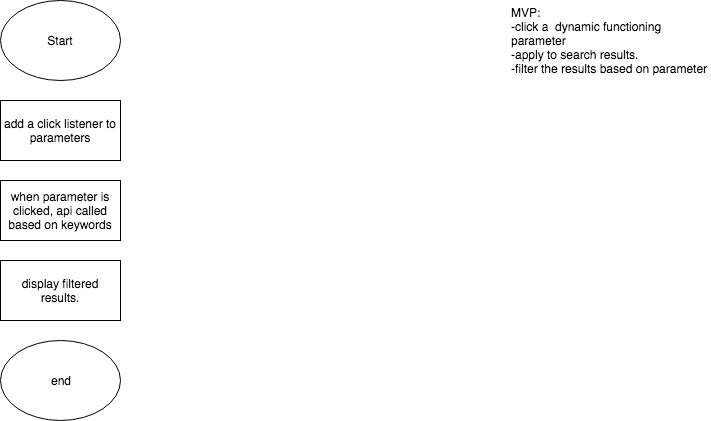 Start
add a click listener to
parameters
when parameter is
clicked, api called
based on keywords
display filtered
results.
end
MVP:
-click a  dynamic functioning
parameter
-apply to search results.
-filter the results based on parameter